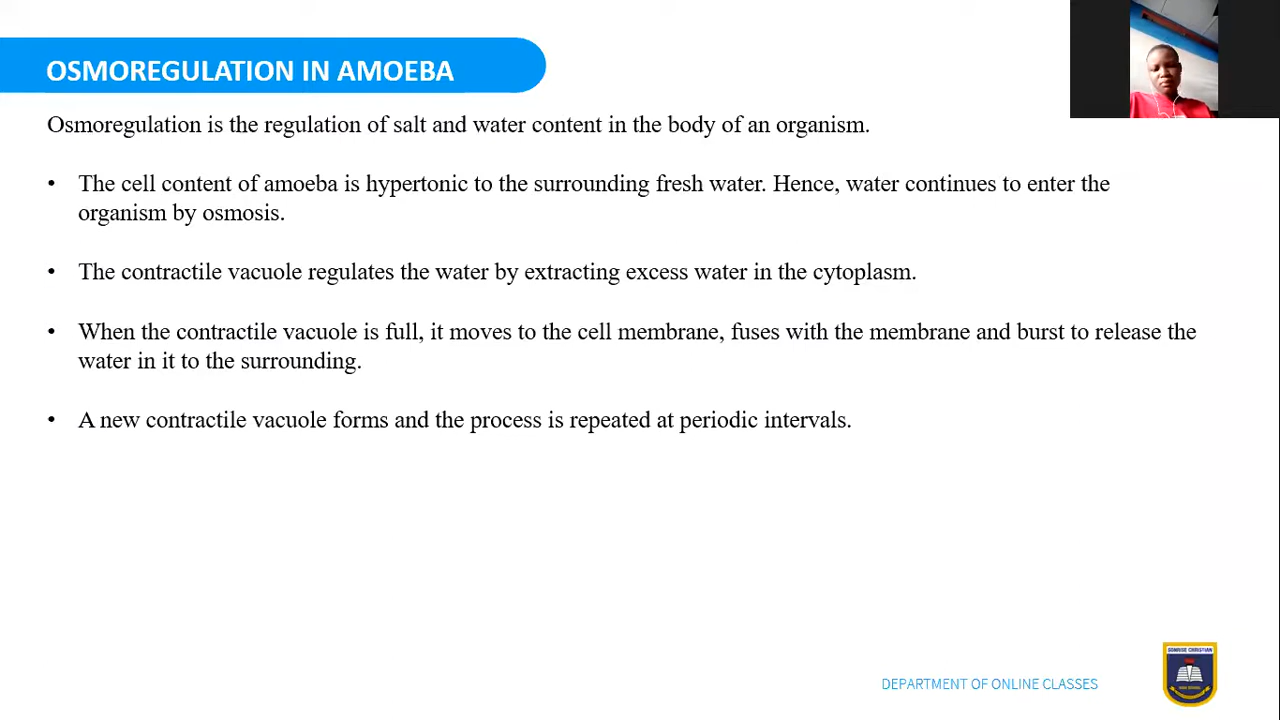 OSMOREGULATION IN AMOEBA
Osmoregulation is the regulation of salt and water content in the body of an organism.
• The cell content of amoeba is hypertonic to the surrounding fresh water. Hence, water continues to enter the
organism by osmosis.
• The contractile vacuole regulates the water by extracting excess water in the cytoplasm.
• When the contractile vacuole is full, it moves to the cell membrane, fuses with the membrane and burst to release the
water in it to the surrounding.
• A new contractile vacuole forms and the process is repeated at periodic intervals.
DEPARTMENT OF ONLINE CLASSES